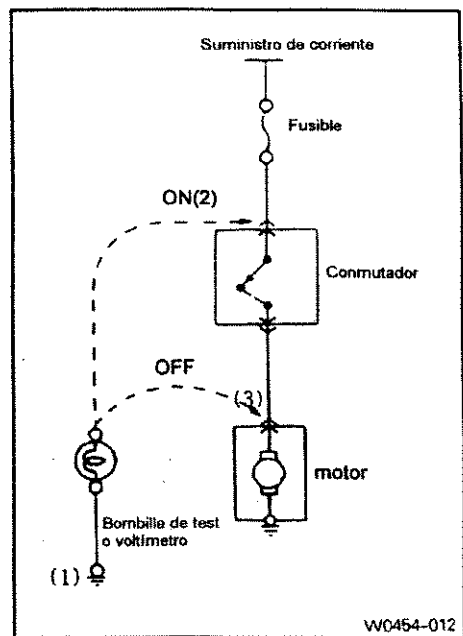 Suministro de corriente
Fusible
ON(2)
Conmutador
OFF
(3)
motor
Bombilla de test
o voltímetro
(1)
W0454-012